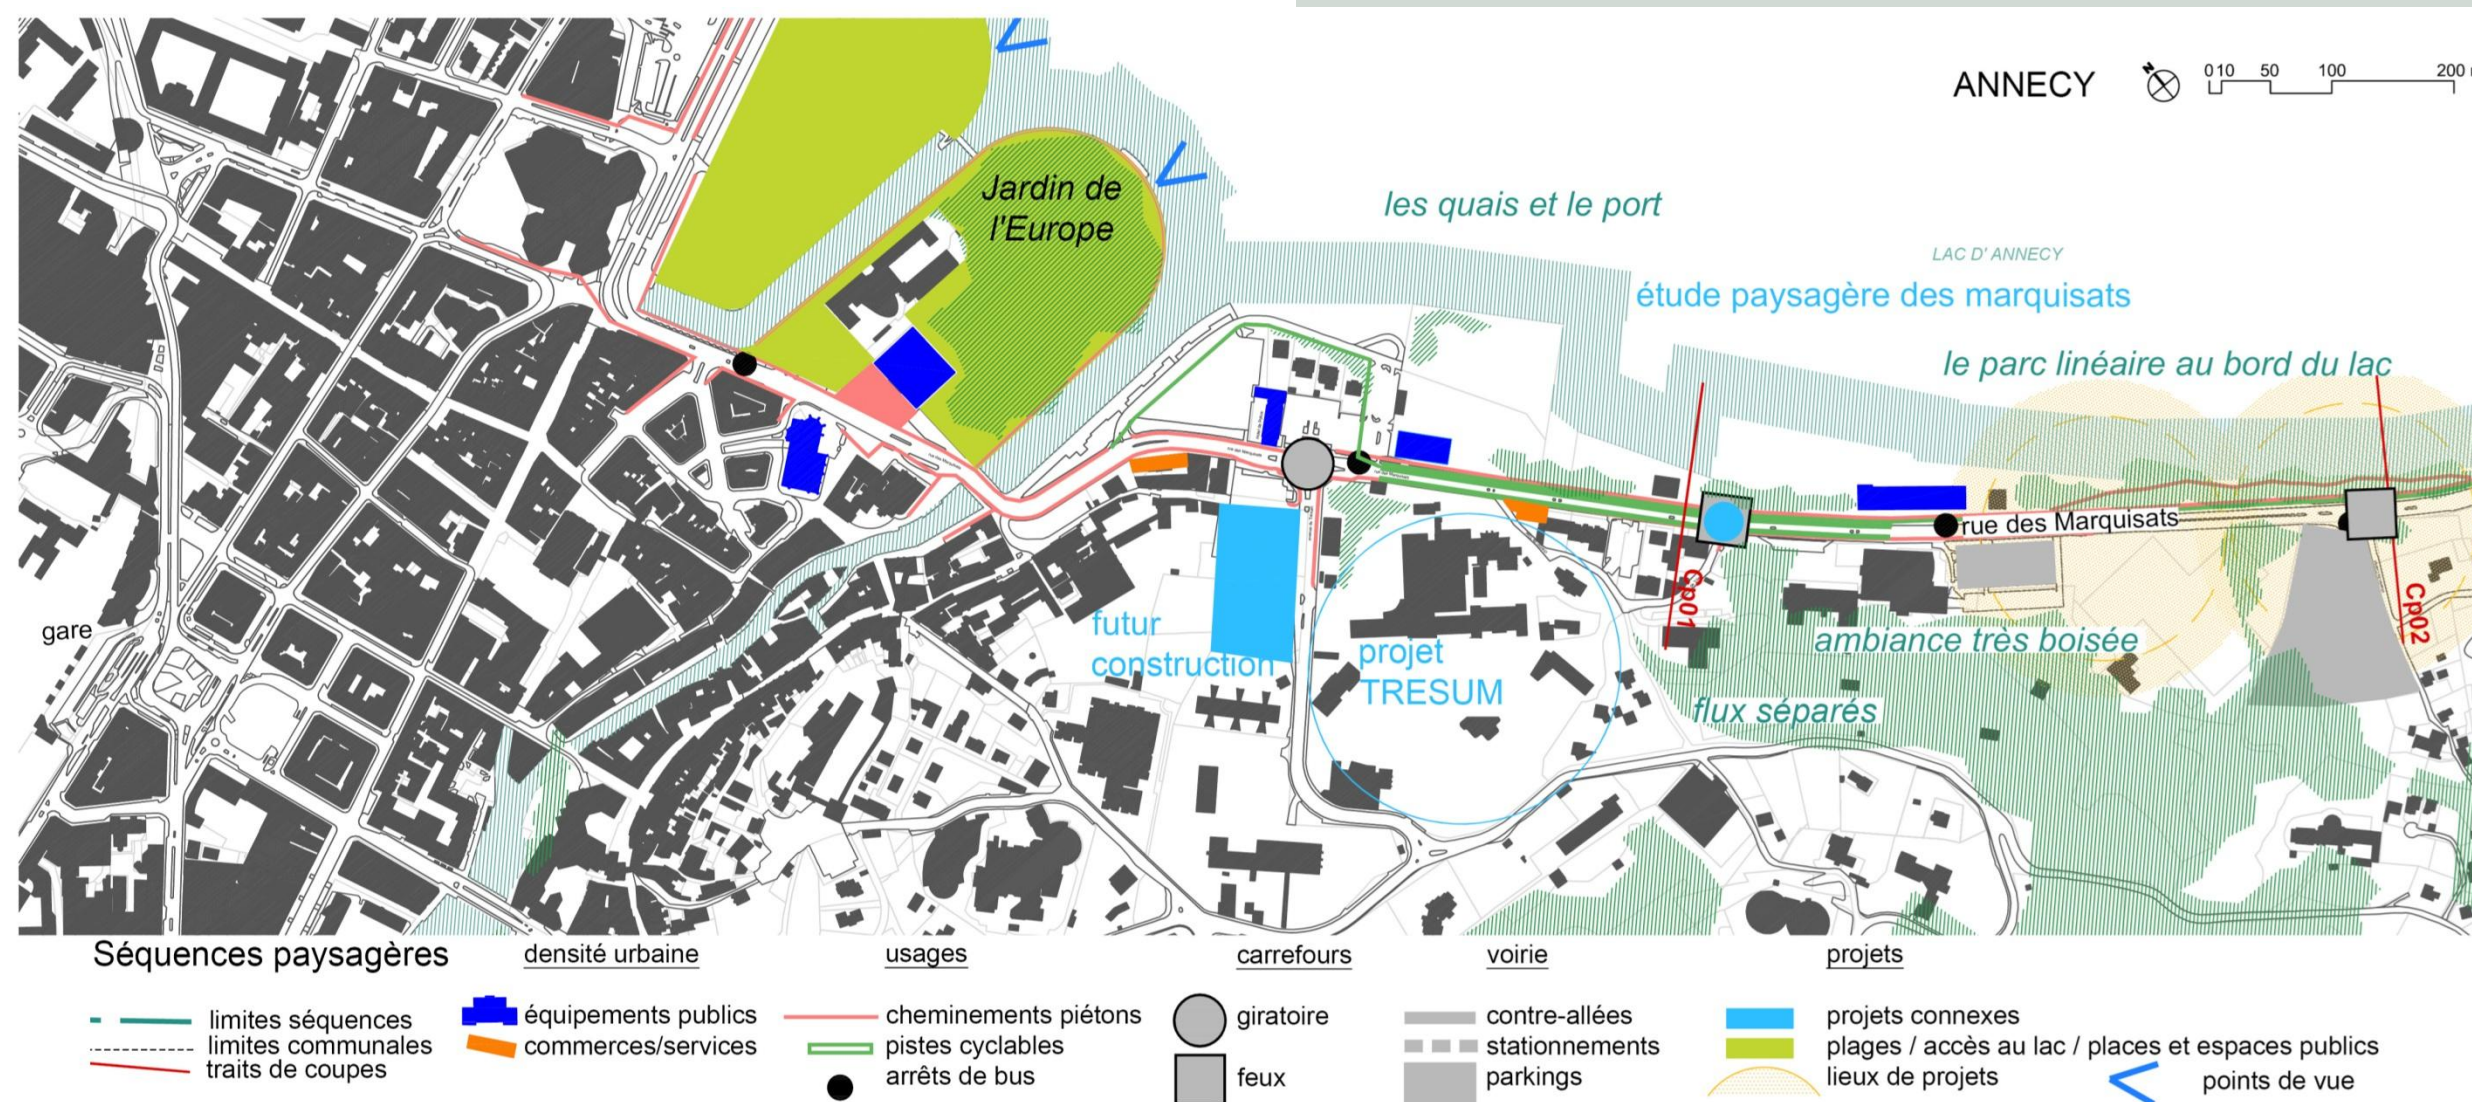 ANNECY
N
0 10 50 100 200
Jardin de
l'Europe
les quais et le port
LAC D' ANNECY
étude paysagère des marquisats
le parc linéaire au bord du lac
rue des Marquisats
gare
futur
construction
projet
TRESUM
Cp01
Cp02
ambiance très boisée
flux séparés
Séquences paysagères
limites séquences
limites communales
traits de coupes
densité urbaine
équipements publics
commerces/services
usages
cheminements piétons
pistes cyclables
arrêts de bus
carrefours
giratoire
feux
voirie
contre-allées
stationnements
parkings
projets
projets connexes
plages / accès au lac / places et espaces publics
lieux de projets
points de vue